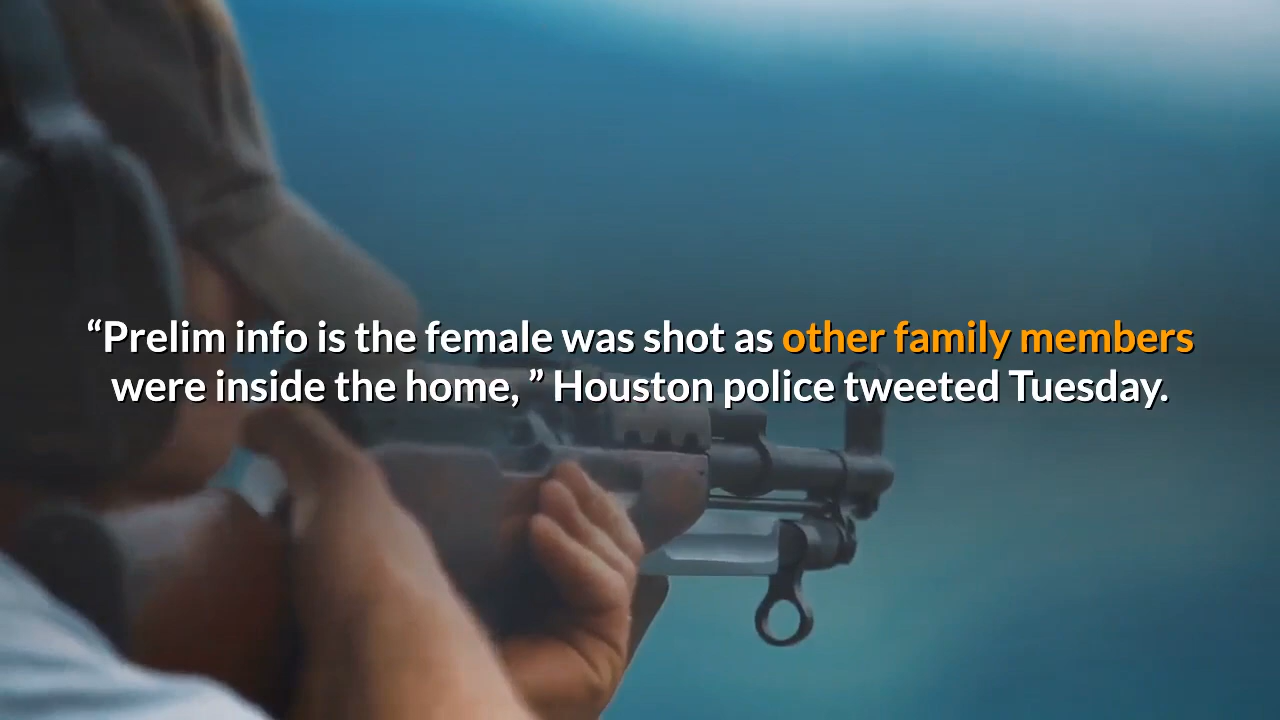 “Prelim info is the female was shot as other family members
were inside the home, ” Houston police tweeted Tuesday.